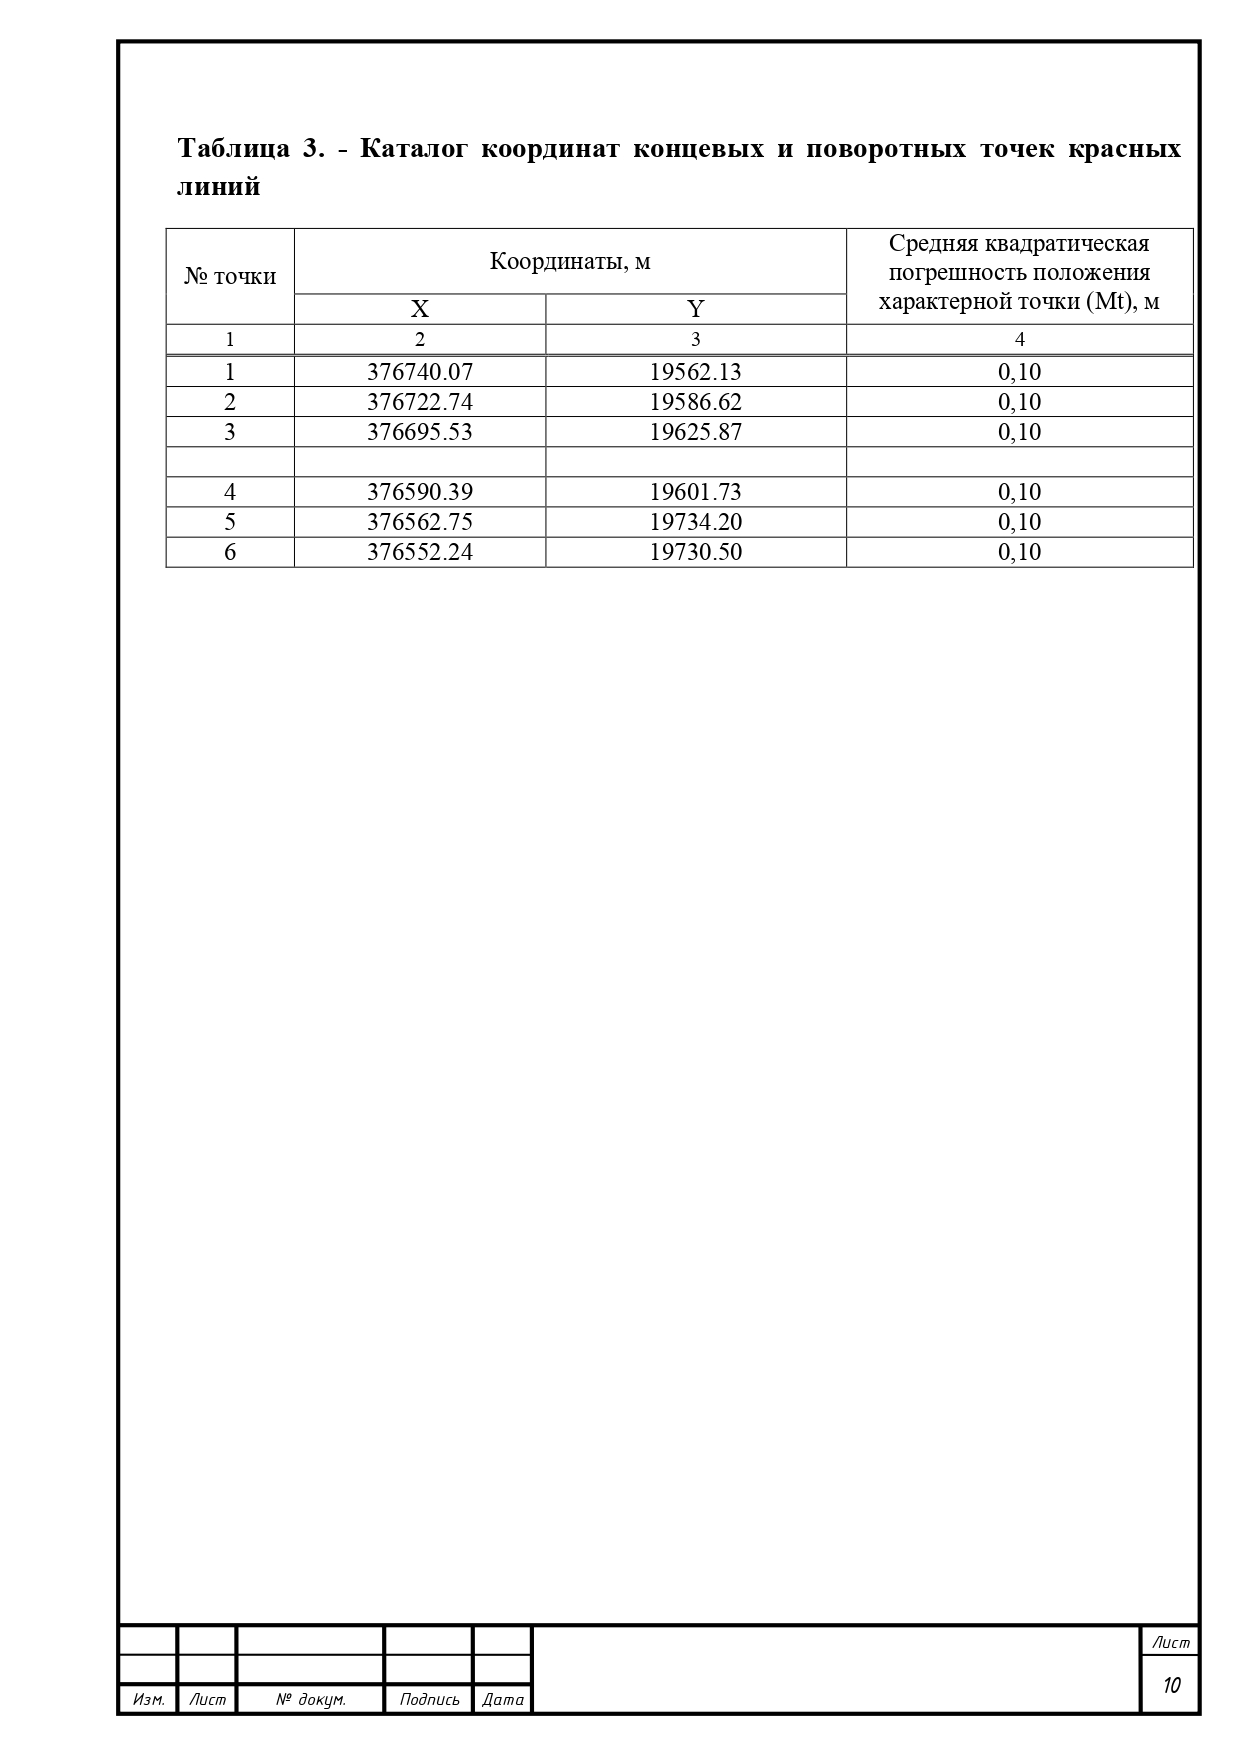 Таблица 3. - Каталог координат концевых и поворотных точек красных
линий
№ точки
Координаты, м
Средняя квадратическая
погрешность положения
характерной точки (Mt), м
X Y
1 2 3 4
1 376740.07 19562.13 0,10
2 376722.74 19586.62 0,10
3 376695.53 19625.87 0,10
4 376590.39 19601.73 0,10
5 376562.75 19734.20 0,10
6 376552.24 19730.50 0,10
Лист
10
Изм. Лист № докум. Подпись Дата